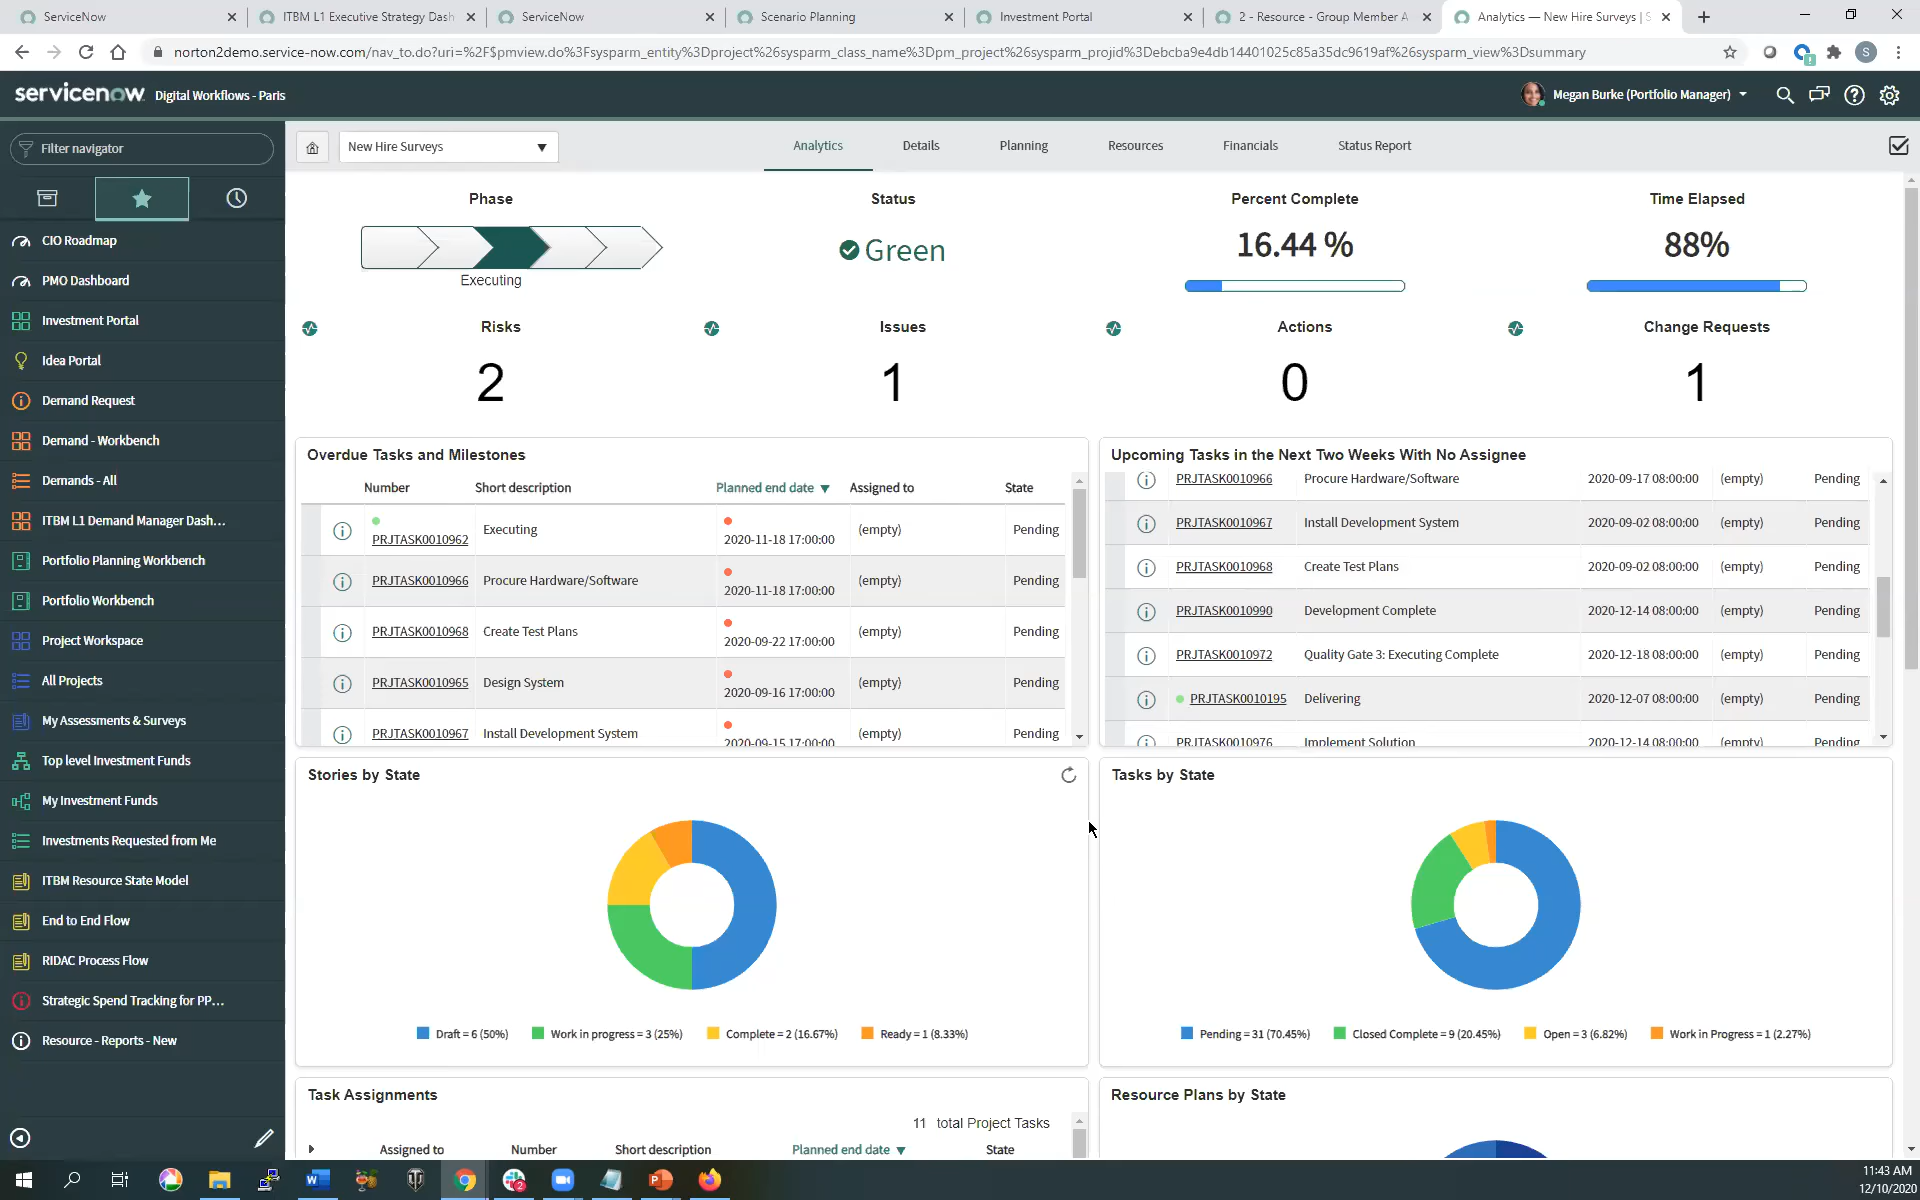 ServiceNow
ITBM L1 Executive Strategy Dash
ServiceNow
Scenario Planning
Investment Portal
2 - Resource - Group Member A
Analytics — New Hire Surveys | S
norton2demo.service-now.com/nav_to.do?uri=%2F$pmview.do%3Fsysparm_entity%3Dproject%26sysparm_class_name%3Dpm_project%26sysparm_projid%3Debcba9e4db14401025c85a35dc9619af%26sysparm_view%3Dsummary
S
servicenow Digital Workflows - Paris
Megan Burke (Portfolio Manager)
Filter navigator
CIO Roadmap
PMO Dashboard
Investment Portal
Idea Portal
Demand Request
Demand - Workbench
Demands - All
ITBM L1 Demand Manager Dash...
Portfolio Planning Workbench
Portfolio Workbench
Project Workspace
All Projects
My Assessments & Surveys
Top level Investment Funds
My Investment Funds
Investments Requested from Me
ITBM Resource State Model
End to End Flow
RIDAC Process Flow
Strategic Spend Tracking for PP...
Resource - Reports - New
New Hire Surveys
Analytics
Details
Planning
Resources
Financials
Status Report
Phase
Executing
Status
Green
Percent Complete
16.44 %
Time Elapsed
88%
Risks
2
Issues
1
Actions
0
Change Requests
1
Overdue Tasks and Milestones
Number Short description Planned end date Assigned to State
PRJTASK0010962 Executing 2020-11-18 17:00:00 (empty) Pending
PRJTASK0010966 Procure Hardware/Software 2020-11-18 17:00:00 (empty) Pending
PRJTASK0010968 Create Test Plans 2020-09-22 17:00:00 (empty) Pending
PRJTASK0010965 Design System 2020-09-16 17:00:00 (empty) Pending
PRJTASK0010967 Install Development System 2020-09-15 17:00:00 (empty) Pending
Upcoming Tasks in the Next Two Weeks With No Assignee
PRJTASK0010966 Procure Hardware/Software 2020-09-17 08:00:00 (empty) Pending
PRJTASK0010967 Install Development System 2020-09-02 08:00:00 (empty) Pending
PRJTASK0010968 Create Test Plans 2020-09-02 08:00:00 (empty) Pending
PRJTASK0010990 Development Complete 2020-12-14 08:00:00 (empty) Pending
PRJTASK0010972 Quality Gate 3: Executing Complete 2020-12-18 08:00:00 (empty) Pending
PRJTASK0010195 Delivering 2020-12-07 08:00:00 (empty) Pending
PRJTASK0010976 Implement Solution 2020-12-14 08:00:00 (empty) Pending
Stories by State
Draft = 6 (50%) Work in progress = 3 (25%) Complete = 2 (16.67%) Ready = 1 (8.33%)
Tasks by State
Pending = 31 (70.45%) Closed Complete = 9 (20.45%) Open = 3 (6.82%) Work in Progress = 1 (2.27%)
Task Assignments
11 total Project Tasks
Assigned to Number Short description Planned end date State
Resource Plans by State
11:43 AM
12/10/2020